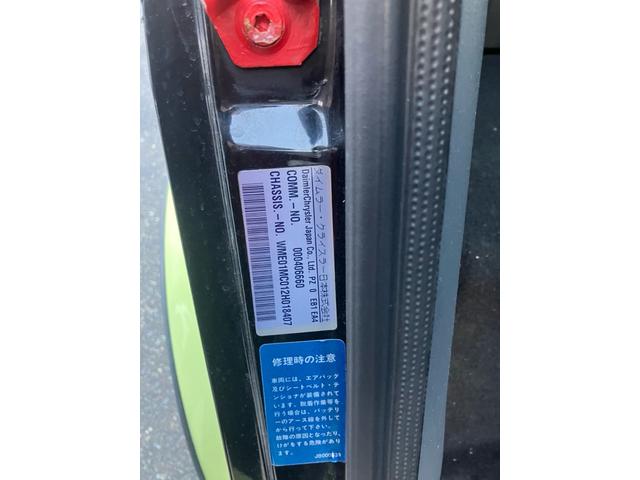 ダイムラー・クライスラー日本株式会社
DaimlerChrysler Japan Co., Ltd. PZ 0 EB1 EA4
COMM.-NO. 000406660
CHASSIS.-NO. WME01MC012H018407
修理時の注意
車両には、エアバッグ
及びシートベルト・テ
ンショナが装備されて
います。脱着作業等を
行う場合は、バッテリ
ーのアース線を外して
から行って下さい。
故障の原因となったり、
けがをする危険があり
ます。